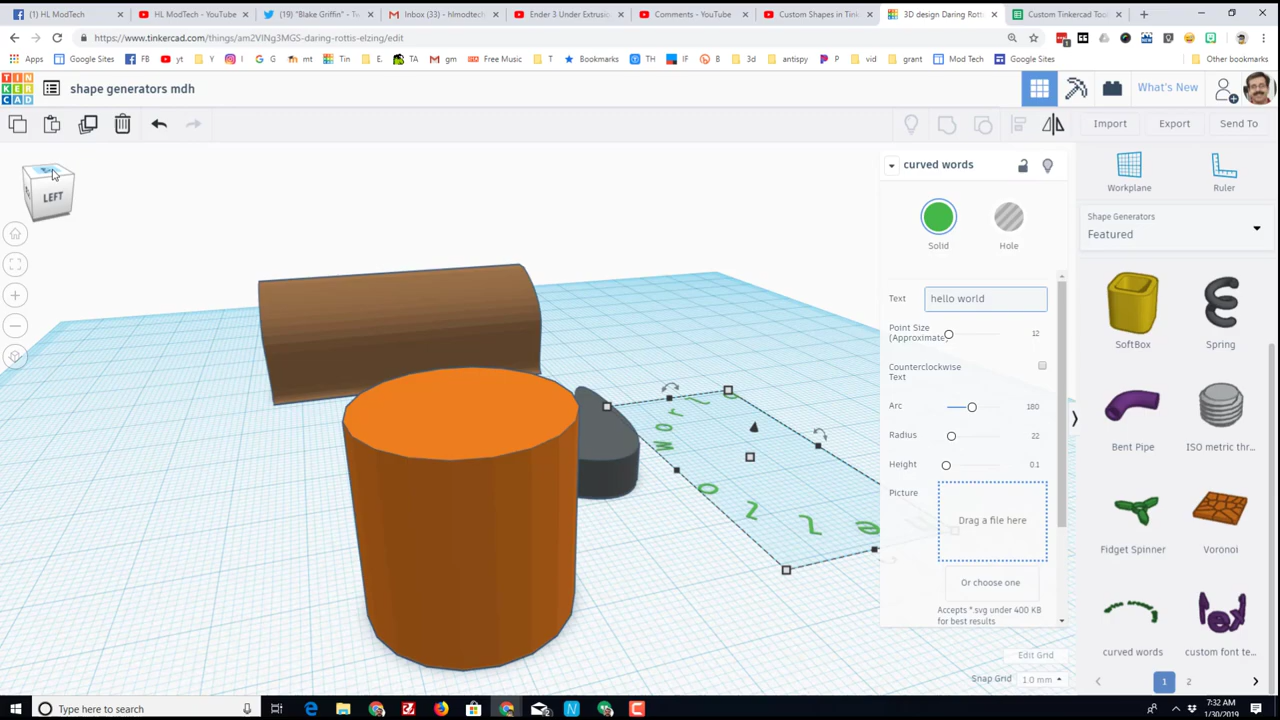 (1) HL ModTech
HL ModTech - YouTube
(19) "Blake Griffin" - Tw
Inbox (33) - hlmodtech
Ender 3 Under Extrusi
Comments - YouTube
Custom Shapes in Tink
3D design Daring Rott
Custom Tinkercad Tool
https://www.tinkercad.com/things/am2VINg3MGS-daring-rottis-elzing/edit
Apps Google Sites FB yt Y I G mt Tin E. TA gm Free Music T Bookmarks TH IF B 3d antispy P vid grant Mod Tech Google Sites Other bookmarks
TIN
KER
CAD
shape generators mdh
What's New
Import Export Send To
LEFT
curved words
Solid Hole
Text hello world
Point Size
(Approximate) 12
Counterclockwise
Text
Arc 180
Radius 22
Height 0.1
Picture
Drag a file here
Or choose one
Accepts *.svg under 400 KB
for best results
Edit Grid
Snap Grid 1.0 mm
Workplane Ruler
Shape Generators
Featured
SoftBox Spring
Bent Pipe ISO metric thr...
Fidget Spinner Voronoi
curved words custom font te...
1 2
Type here to search
7:32 AM
1/30/2019